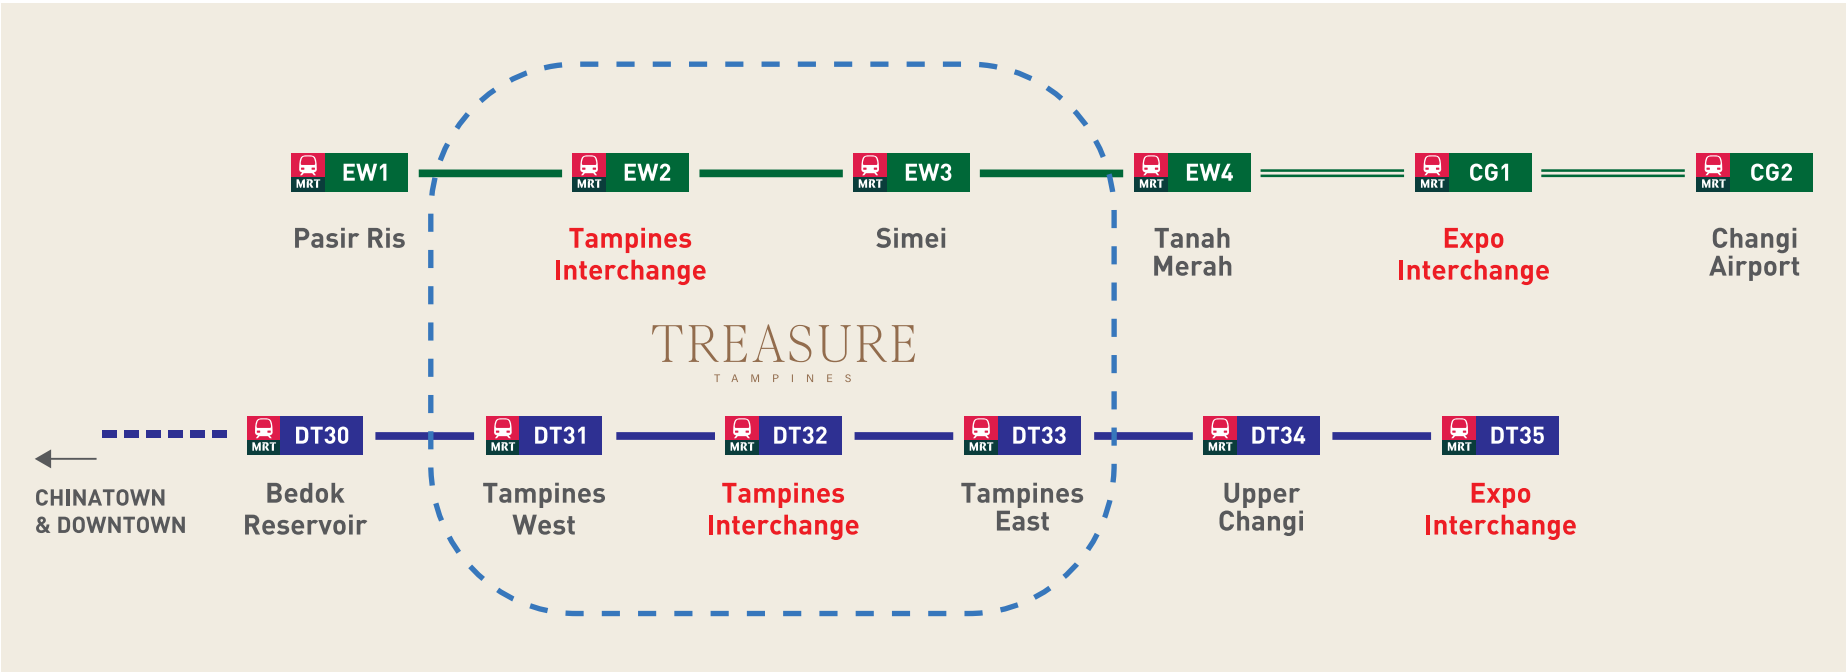 MRT EW1
MRT EW2
MRT EW3
MRT EW4
MRT CG1
MRT CG2
Pasir Ris
Tampines
Interchange
Simei
Tanah
Merah
Expo
Interchange
Changi
Airport
TREASURE
TAMPINES
MRT DT30
MRT DT31
MRT DT32
MRT DT33
MRT DT34
MRT DT35
CHINATOWN
& DOWNTOWN
Bedok
Reservoir
Tampines
West
Tampines
Interchange
Tampines
East
Upper
Changi
Expo
Interchange